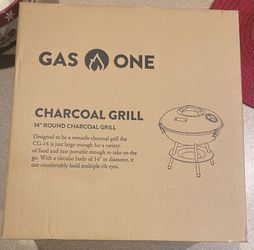 GAS ONE
CHARCOAL GRILL
14" ROUND CHARCOAL GRILL
Designed to be a versatile charcoal grill the
CG-14 is just large enough for a variety
of food and just portable enough to take on the
go. With a circular body of 14" in diameter, it
can comfortably hold multiple rib eyes.